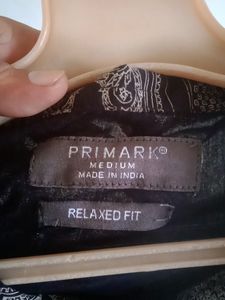 PRIMARK®
MEDIUM
MADE IN INDIA
RELAXED FIT